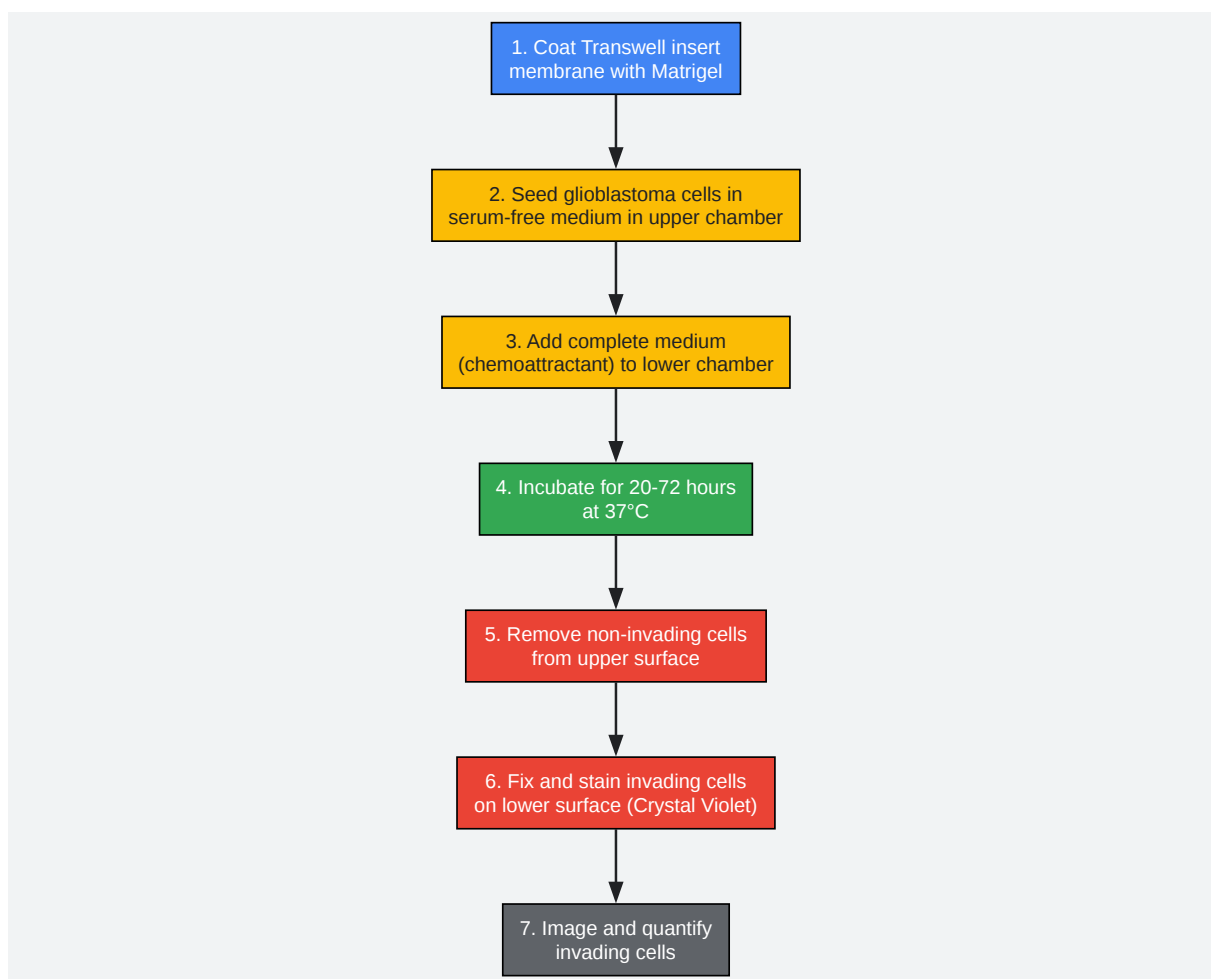 1. Coat Transwell insert
membrane with Matrigel
2. Seed glioblastoma cells in
serum-free medium in upper chamber
3. Add complete medium
(chemoattractant) to lower chamber
4. Incubate for 20-72 hours
at 37°C
5. Remove non-invading cells
from upper surface
6. Fix and stain invading cells
on lower surface (Crystal Violet)
7. Image and quantify
invading cells